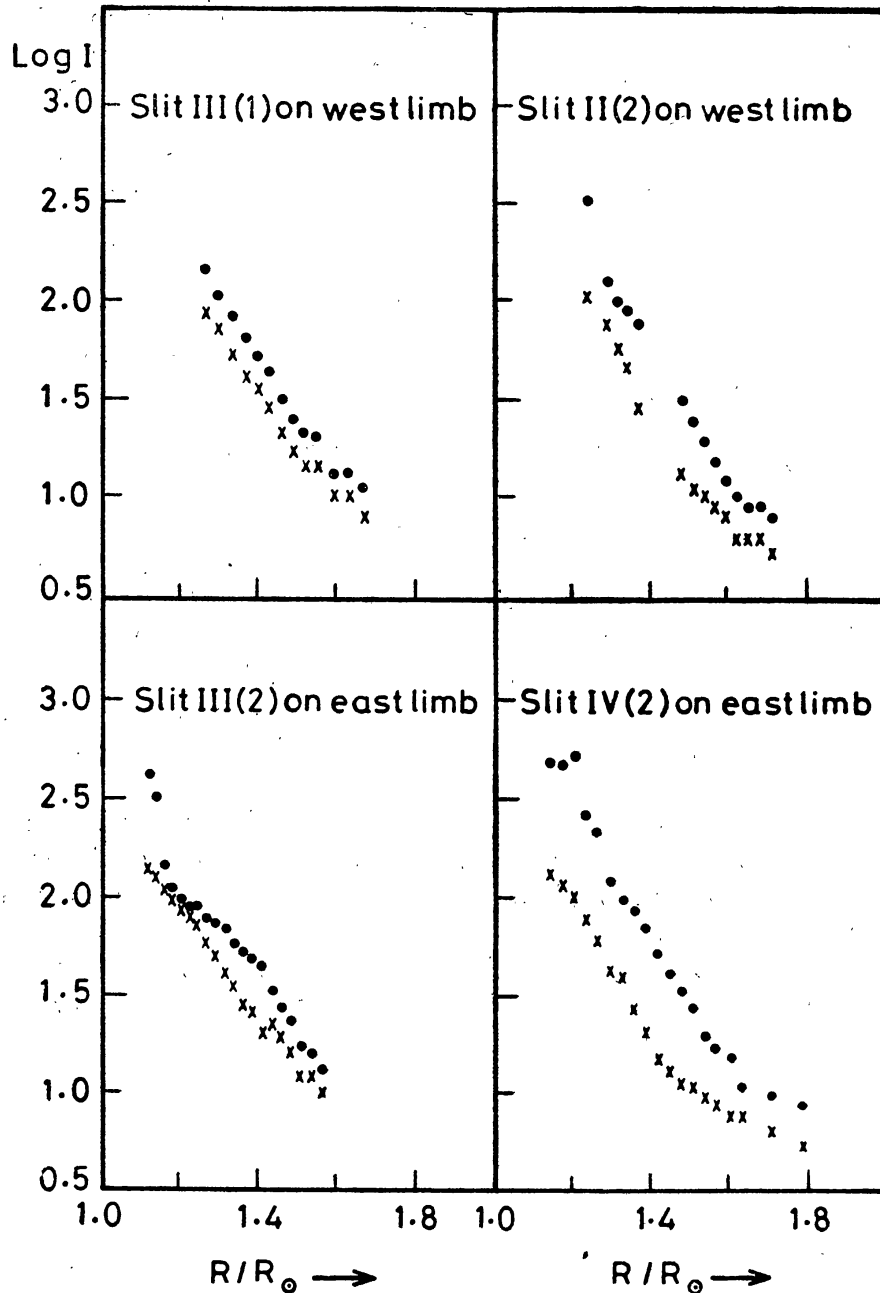 Log I
3.0
Slit III(1) on west limb
Slit II(2) on west limb
2.5
2.0
1.5
1.0
0.5
3.0
Slit III(2) on east limb
Slit IV(2) on east limb
2.5
2.0
1.5
1.0
0.5
1.0
1.4
1.8
1.0
1.4
1.8
R/R☉ →
R/R☉ →